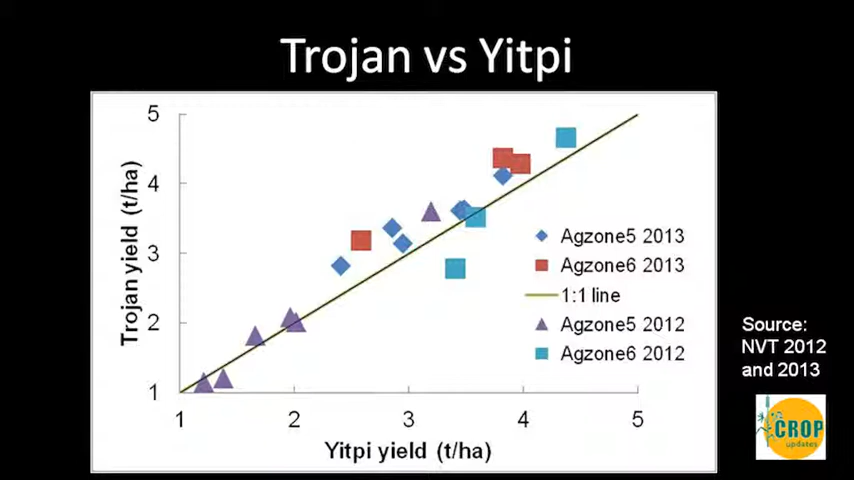 Trojan vs Yitpi
5
4
3
2
1
Trojan yield (t/ha)
1 2 3 4 5
Yitpi yield (t/ha)
Agzone5 2013
Agzone6 2013
1:1 line
Agzone5 2012
Agzone6 2012
Source:
NVT 2012
and 2013
CROP
updates